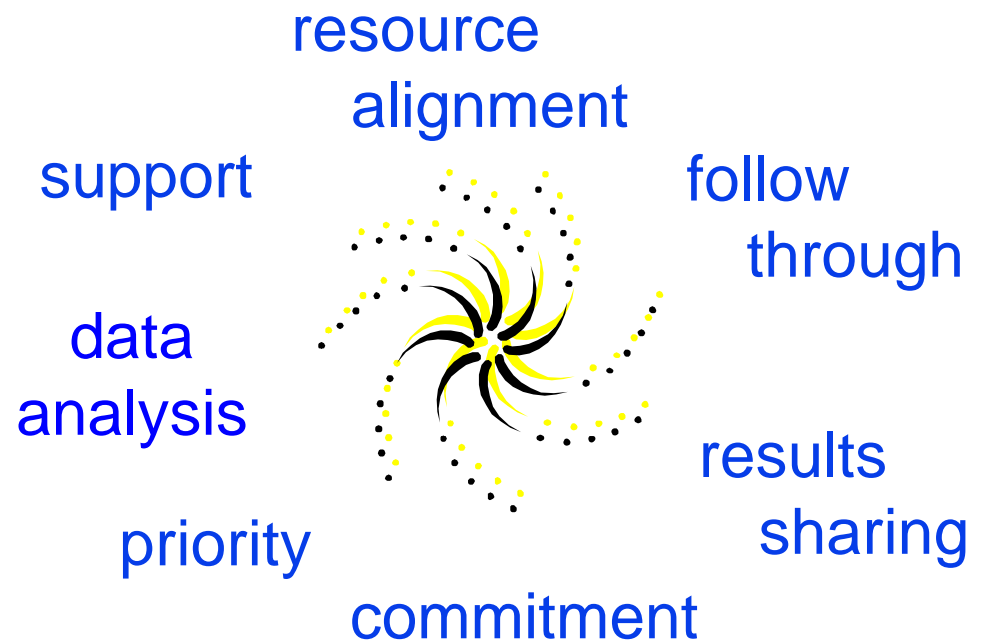 resource
alignment
support
follow
through
data
analysis
results
sharing
priority
commitment